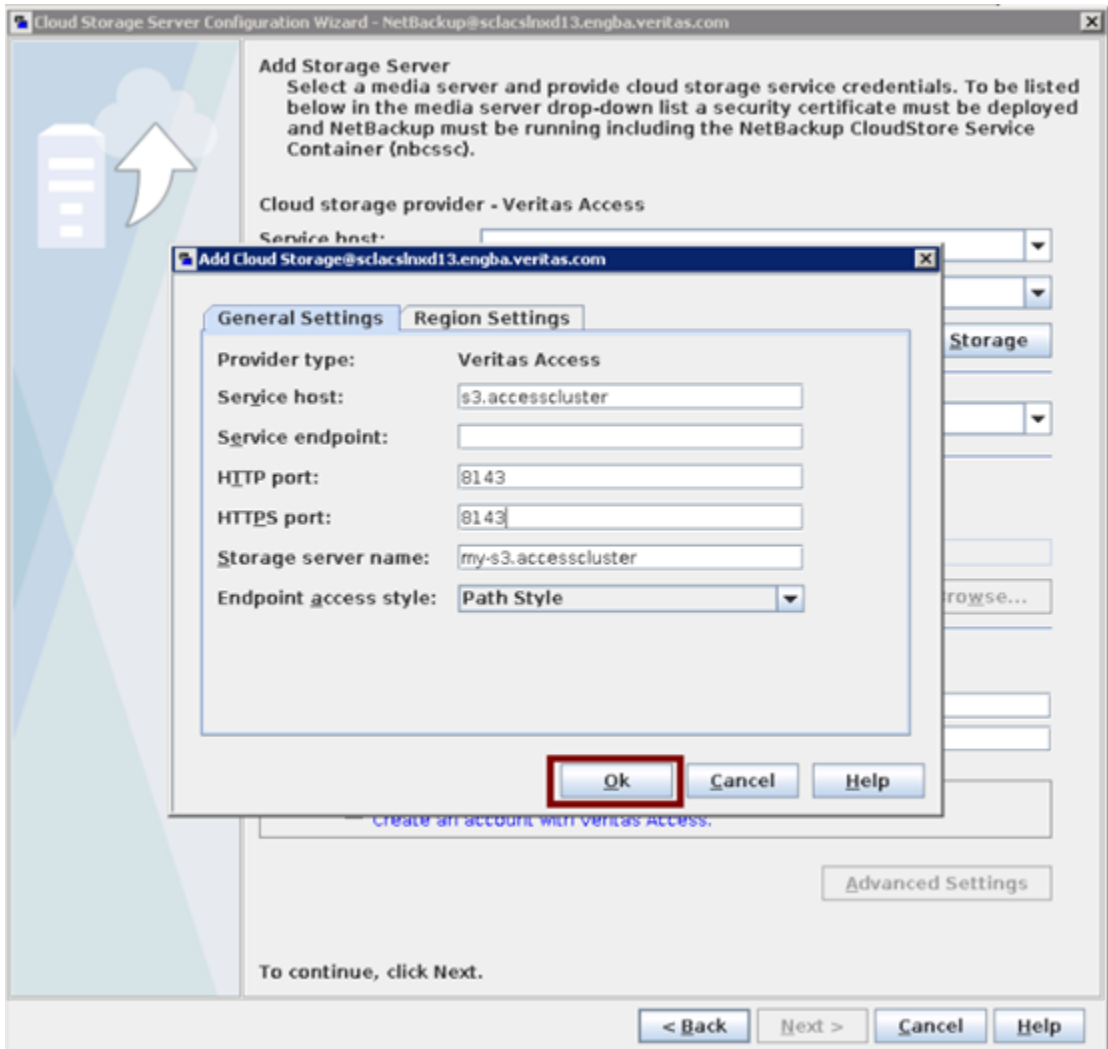 Cloud Storage Server Configuration Wizard - NetBackup@sclacslnxd13.engba.veritas.com
Add Storage Server
Select a media server and provide cloud storage service credentials. To be listed
below in the media server drop-down list a security certificate must be deployed
and NetBackup must be running including the NetBackup CloudStore Service
Container (nbcssc).
Cloud storage provider - Veritas Access
Service host:
Add Cloud Storage@sclacslnxd13.engba.veritas.com
General Settings Region Settings
Storage
Provider type: Veritas Access
Service host: s3.accesscluster
Service endpoint:
HTTP port: 8143
HTTPS port: 8143
Storage server name: my-s3.accesscluster
Endpoint access style: Path Style
rowse...
Ok Cancel Help
Create an account with Veritas Access.
Advanced Settings
To continue, click Next.
< Back Next > Cancel Help